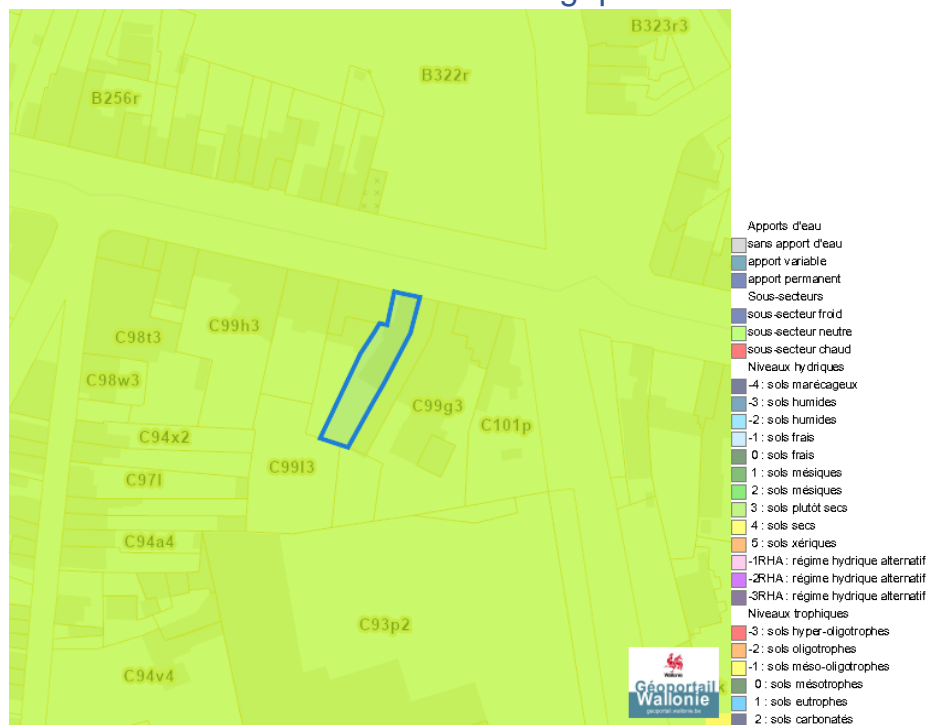 B323r3
B322r
B256r
C98t3
C99h3
C98w3
C99g3
C101p
C94x2
C99l3
C97l
C94a4
C93p2
C94v4
Wallonie
Géoportail
Wallonie
geoportail.wallonie.be
Apports d'eau
sans apport d'eau
apport variable
apport permanent
Sous-secteurs
sous-secteur froid
sous-secteur neutre
sous-secteur chaud
Niveaux hydriques
-4 : sols marécageux
-3 : sols humides
-2 : sols humides
-1 : sols frais
0 : sols frais
1 : sols mésiques
2 : sols mésiques
3 : sols plutôt secs
4 : sols secs
5 : sols xériques
-1RHA : régime hydrique alternatif
-2RHA : régime hydrique alternatif
-3RHA : régime hydrique alternatif
Niveaux trophiques
-3 : sols hyper-oligotrophes
-2 : sols oligotrophes
-1 : sols méso-oligotrophes
0 : sols mésotrophes
1 : sols eutrophes
2 : sols carbonatés